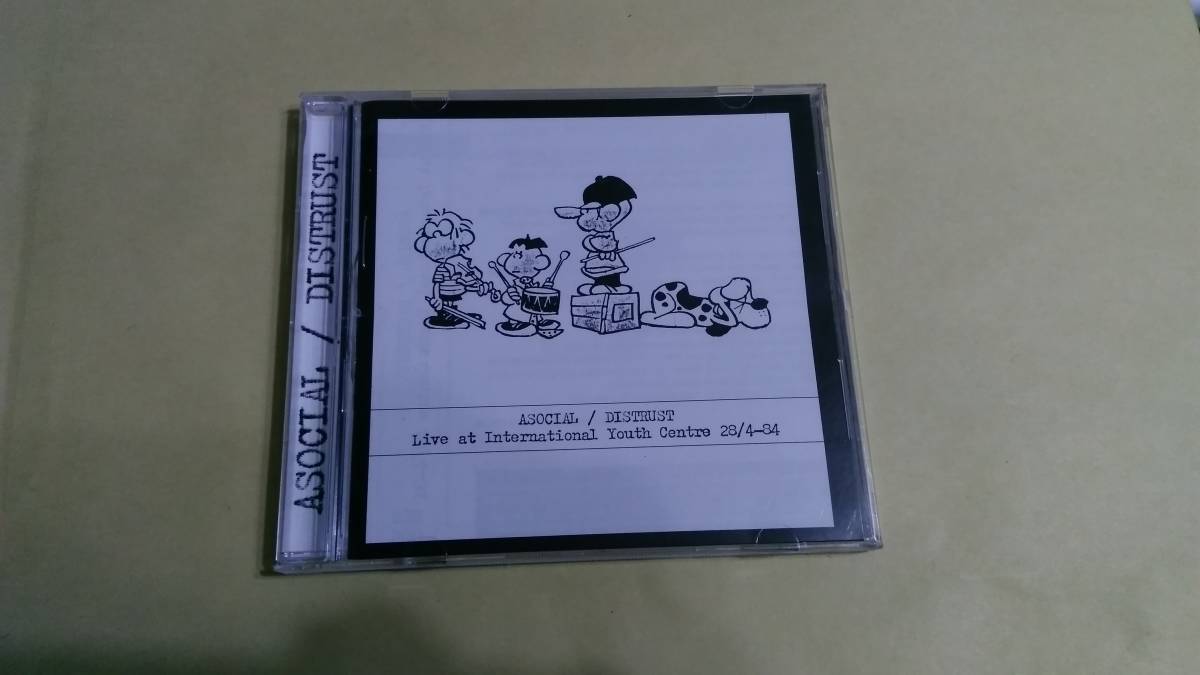 ASOCIAL / DISTRUST
ASOCIAL / DISTRUST
Live at International Youth Centre 28/4-84